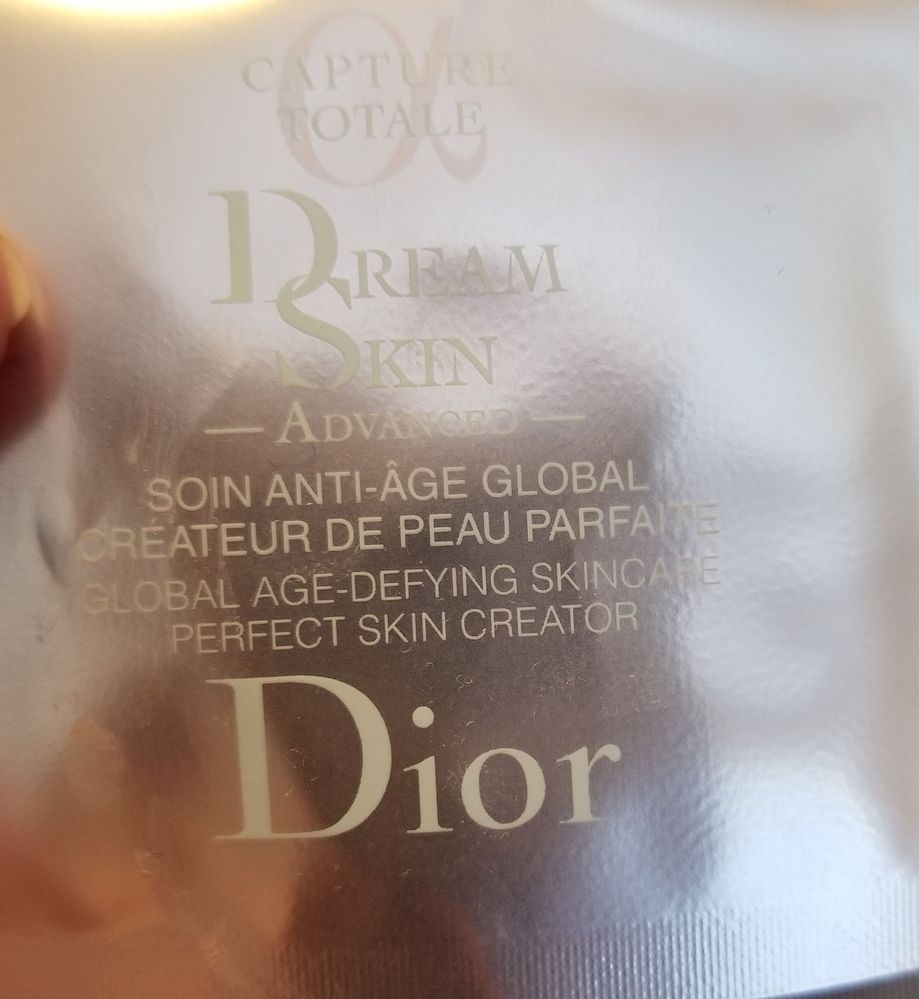 CAPTURE
TOTALE
DREAM
SKIN
— ADVANCED —
SOIN ANTI-ÂGE GLOBAL
CRÉATEUR DE PEAU PARFAITE
GLOBAL AGE-DEFYING SKINCARE
PERFECT SKIN CREATOR
Dior